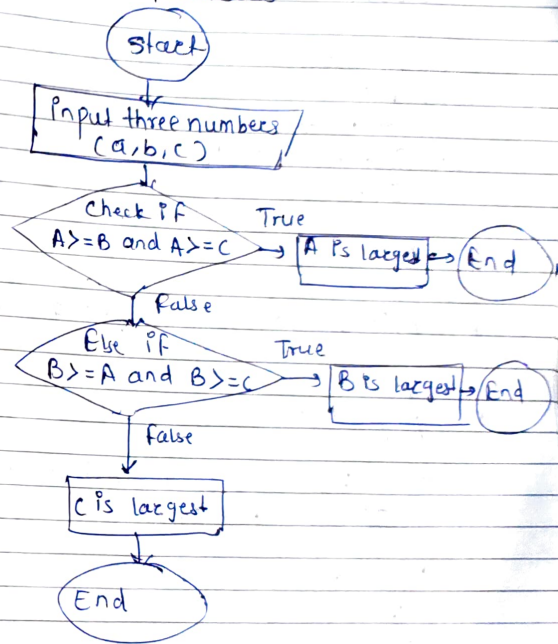 Start
Input three numbers
(a, b, c)
Check if
A>=B and A>=C
True
A is largest
End
False
Else if
B>=A and B>=C
True
B is largest
End
False
C is largest
End